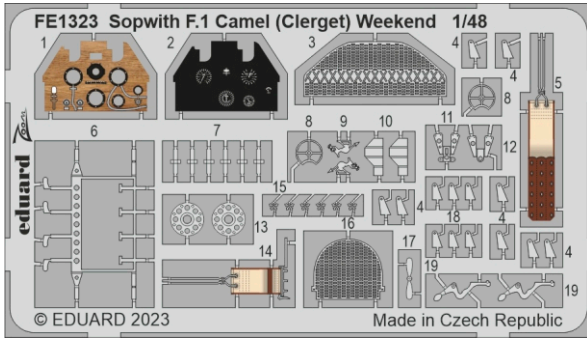 FE1323 Sopwith F.1 Camel (Clerget) Weekend 1/48
1 2 3 4 4 5
6 7 8 9 10 8 11 12
eduard Zoom
13 15 4 18 4
14 16 17 4
19 19
© EDUARD 2023 Made in Czech Republic